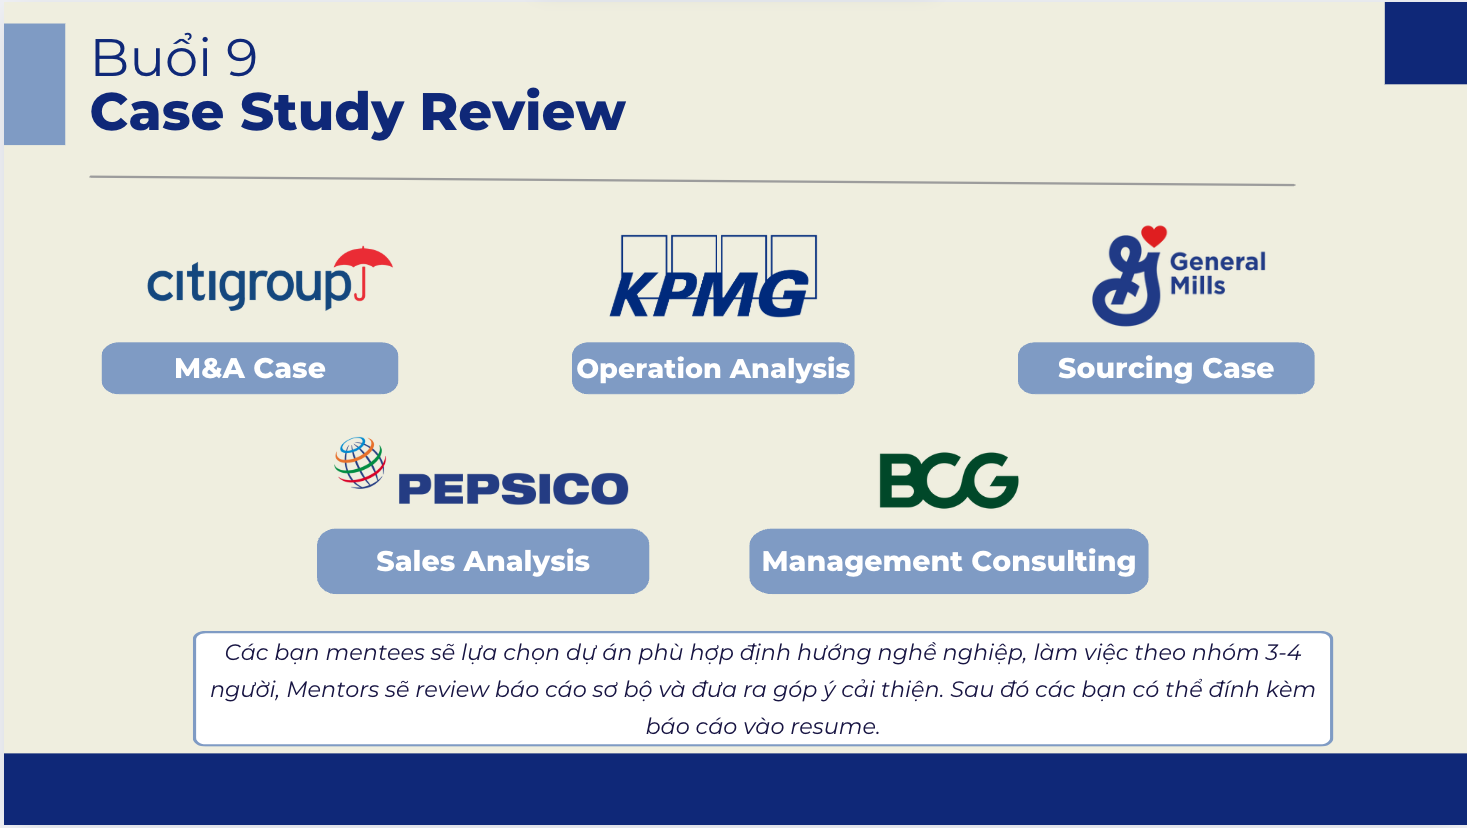 Buổi 9
Case Study Review
citigroup
KPMG
General
Mills
M&A Case
Operation Analysis
Sourcing Case
PEPSICO
BCG
Sales Analysis
Management Consulting
Các bạn mentees sẽ lựa chọn dự án phù hợp định hướng nghề nghiệp, làm việc theo nhóm 3-4
người, Mentors sẽ review báo cáo sơ bộ và đưa ra góp ý cải thiện. Sau đó các bạn có thể đính kèm
báo cáo vào resume.